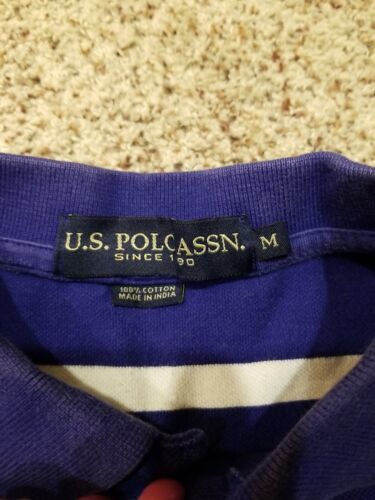 U.S. POLO ASSN.
SINCE 1890
M
100% COTTON
MADE IN INDIA